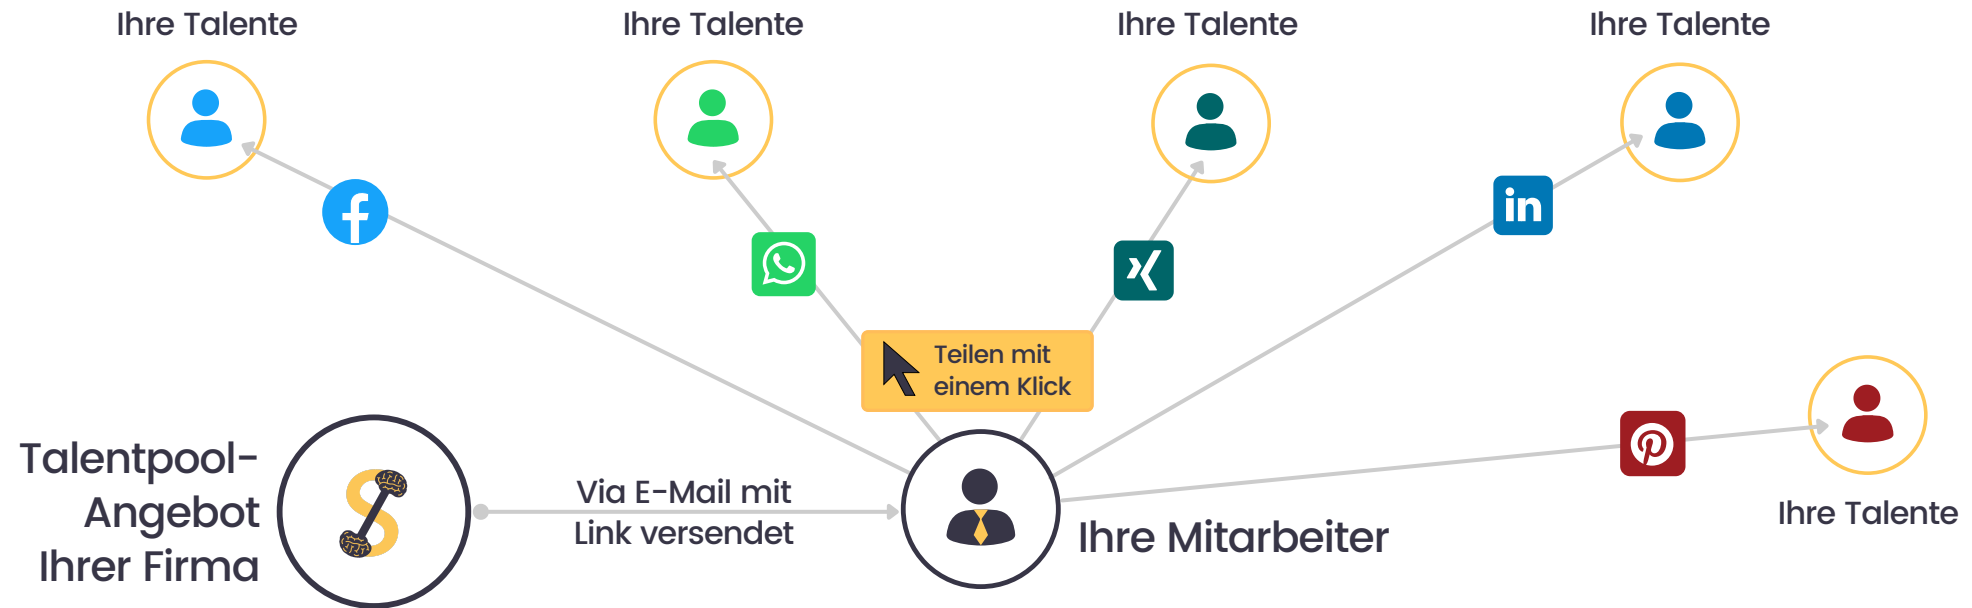 Ihre Talente
Ihre Talente
Ihre Talente
Ihre Talente
Teilen mit
einem Klick
Talentpool-
Angebot
Ihrer Firma
Via E-Mail mit
Link versendet
Ihre Mitarbeiter
Ihre Talente